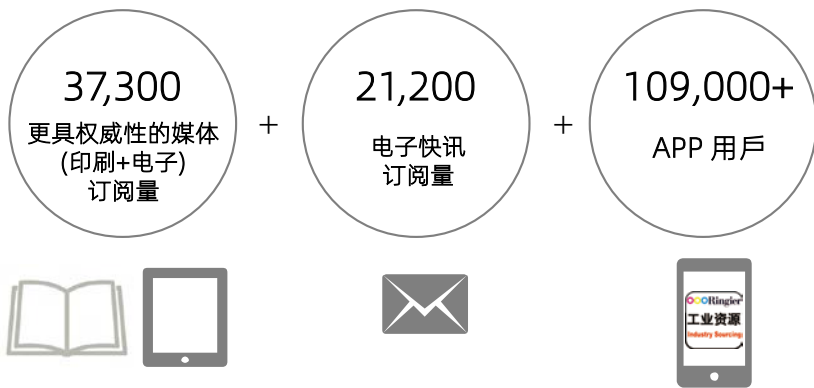 37,300
更具权威性的媒体
(印刷+电子)
订阅量
+
21,200
电子快讯
订阅量
+
109,000+
APP 用戶
Ringier
工业资源
Industry Sourcing